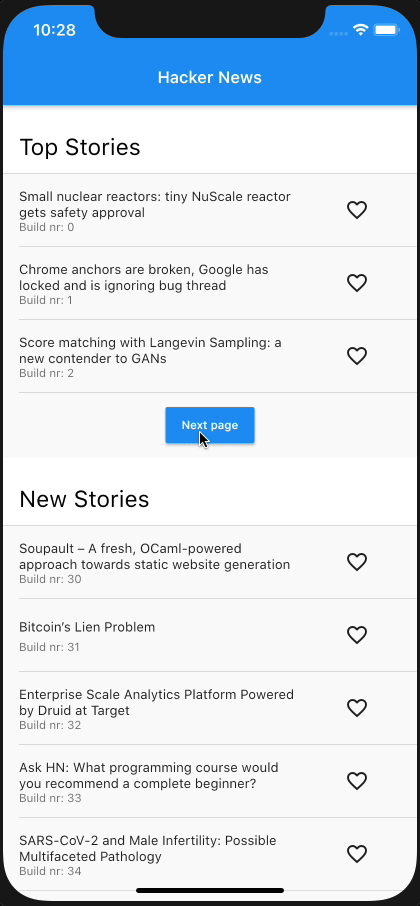 10:28
Hacker News
Top Stories
Small nuclear reactors: tiny NuScale reactor
gets safety approval
Build nr: 0
Chrome anchors are broken, Google has
locked and is ignoring bug thread
Build nr: 1
Score matching with Langevin Sampling: a
new contender to GANs
Build nr: 2
Next page
New Stories
Soupault – A fresh, OCaml-powered
approach towards static website generation
Build nr: 30
Bitcoin's Lien Problem
Build nr: 31
Enterprise Scale Analytics Platform Powered
by Druid at Target
Build nr: 32
Ask HN: What programming course would
you recommend a complete beginner?
Build nr: 33
SARS-CoV-2 and Male Infertility: Possible
Multifaceted Pathology
Build nr: 34